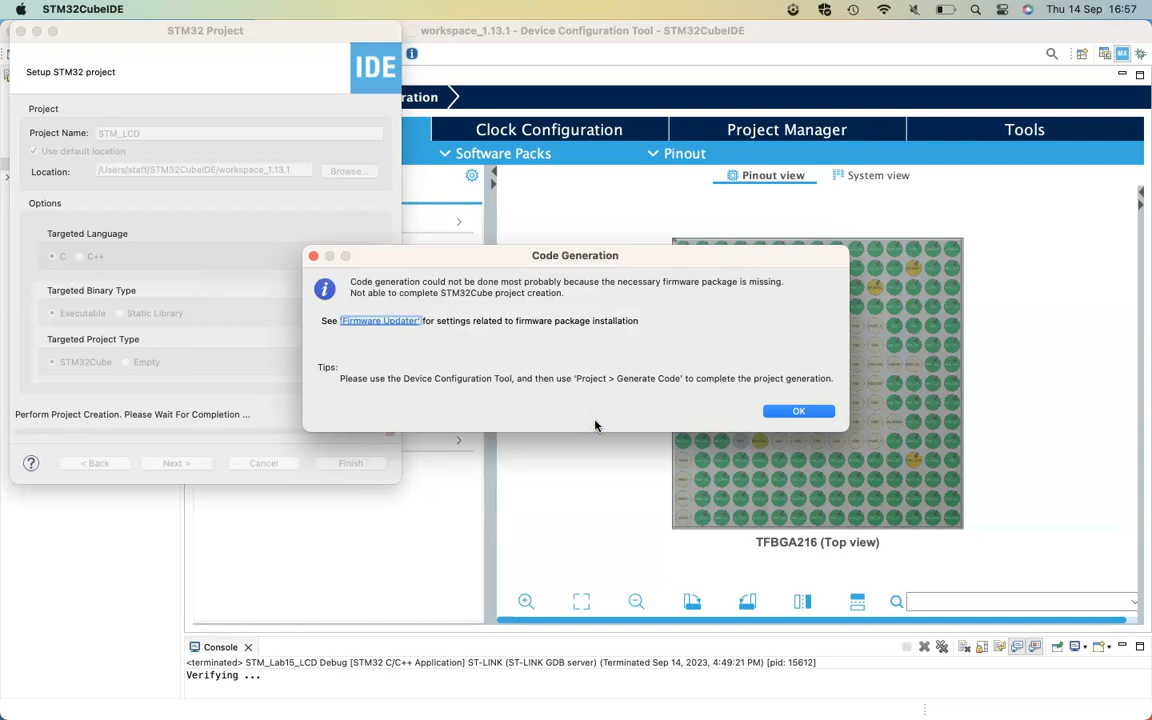 STM32CubeIDE
Thu 14 Sep 16:57
STM32 Project
workspace_1.13.1 - Device Configuration Tool - STM32CubeIDE
Setup STM32 project
IDE
MX
ration
Project
Project Name: STM_LCD
Use default location
Location: /Users/staff/STM32CubeIDE/workspace_1.13.1 Browse...
Options
Targeted Language
C C++
Targeted Binary Type
Executable Static Library
Targeted Project Type
STM32Cube Empty
Perform Project Creation. Please Wait For Completion ...
< Back Next > Cancel Finish
Clock Configuration Project Manager Tools
Software Packs Pinout
Pinout view System view
Code Generation
Code generation could not be done most probably because the necessary firmware package is missing.
Not able to complete STM32Cube project creation.
See 'Firmware Updater' for settings related to firmware package installation
Tips:
Please use the Device Configuration Tool, and then use 'Project > Generate Code' to complete the project generation.
OK
TFBGA216 (Top view)
Console
<terminated> STM_Lab15_LCD Debug [STM32 C/C++ Application] ST-LINK (ST-LINK GDB server) (Terminated Sep 14, 2023, 4:49:21 PM) [pid: 15612]
Verifying ...